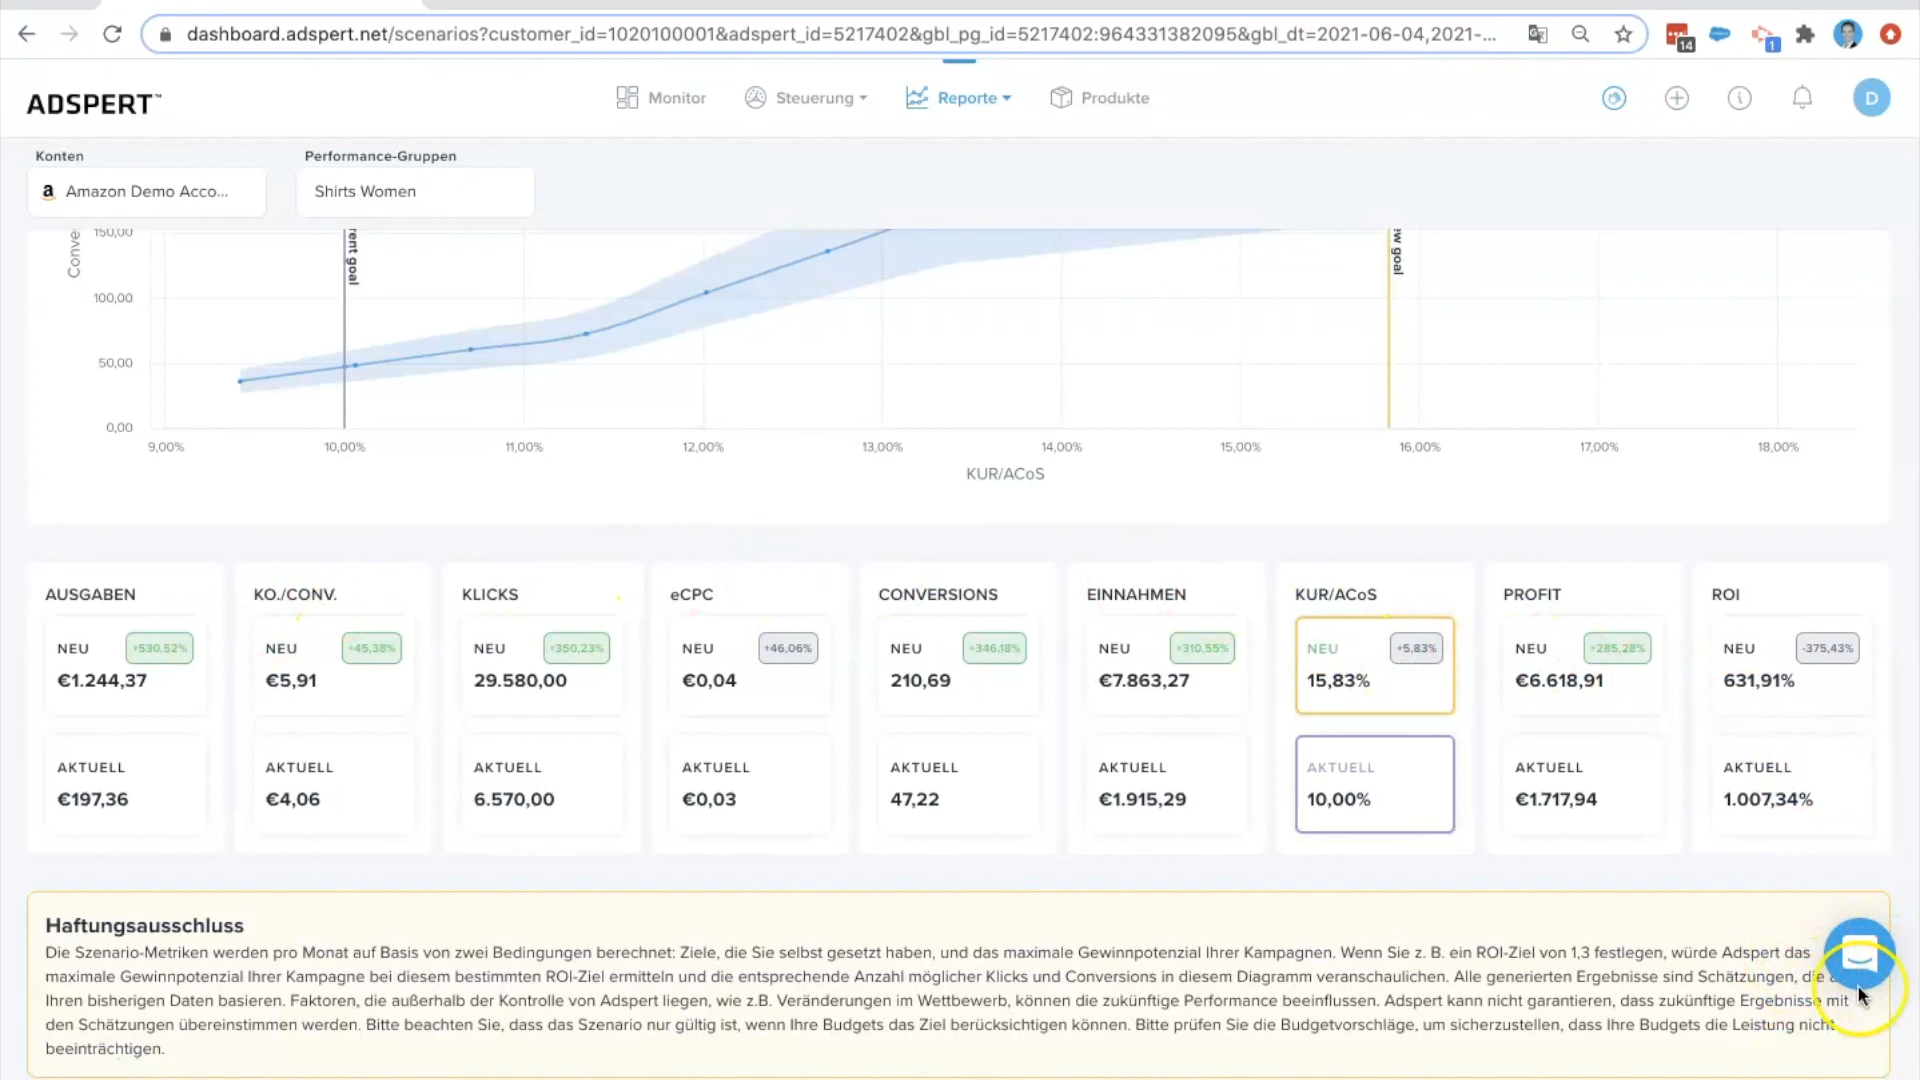 dashboard.adspert.net/scenarios?customer_id=1020100001&adspert_id=5217402&gbl_pg_id=5217402:964331382095&gbl_dt=2021-06-04,2021-...
14
1
ADSPERT™
Monitor
Steuerung
Reporte
Produkte
D
Konten
Performance-Gruppen
a Amazon Demo Acco...
Shirts Women
Conve
150,00
100,00
50,00
0,00
rent goal
ew goal
9,00% 10,00% 11,00% 12,00% 13,00% 14,00% 15,00% 16,00% 17,00% 18,00%
KUR/ACoS
AUSGABEN
NEU +530,52%
€1.244,37
AKTUELL
€197,36
KO./CONV.
NEU +45,38%
€5,91
AKTUELL
€4,06
KLICKS
NEU +350,23%
29.580,00
AKTUELL
6.570,00
eCPC
NEU +46,06%
€0,04
AKTUELL
€0,03
CONVERSIONS
NEU +346,18%
210,69
AKTUELL
47,22
EINNAHMEN
NEU +310,55%
€7.863,27
AKTUELL
€1.915,29
KUR/ACoS
NEU +5,83%
15,83%
AKTUELL
10,00%
PROFIT
NEU +285,28%
€6.618,91
AKTUELL
€1.717,94
ROI
NEU -375,43%
631,91%
AKTUELL
1.007,34%
Haftungsausschluss
Die Szenario-Metriken werden pro Monat auf Basis von zwei Bedingungen berechnet: Ziele, die Sie selbst gesetzt haben, und das maximale Gewinnpotenzial Ihrer Kampagnen. Wenn Sie z. B. ein ROI-Ziel von 1,3 festlegen, würde Adspert das
maximale Gewinnpotenzial Ihrer Kampagne bei diesem bestimmten ROI-Ziel ermitteln und die entsprechende Anzahl möglicher Klicks und Conversions in diesem Diagramm veranschaulichen. Alle generierten Ergebnisse sind Schätzungen, die
Ihren bisherigen Daten basieren. Faktoren, die außerhalb der Kontrolle von Adspert liegen, wie z.B. Veränderungen im Wettbewerb, können die zukünftige Performance beeinflussen. Adspert kann nicht garantieren, dass zukünftige Ergebnisse mit
den Schätzungen übereinstimmen werden. Bitte beachten Sie, dass das Szenario nur gültig ist, wenn Ihre Budgets das Ziel berücksichtigen können. Bitte prüfen Sie die Budgetvorschläge, um sicherzustellen, dass Ihre Budgets die Leistung nicht
beeinträchtigen.